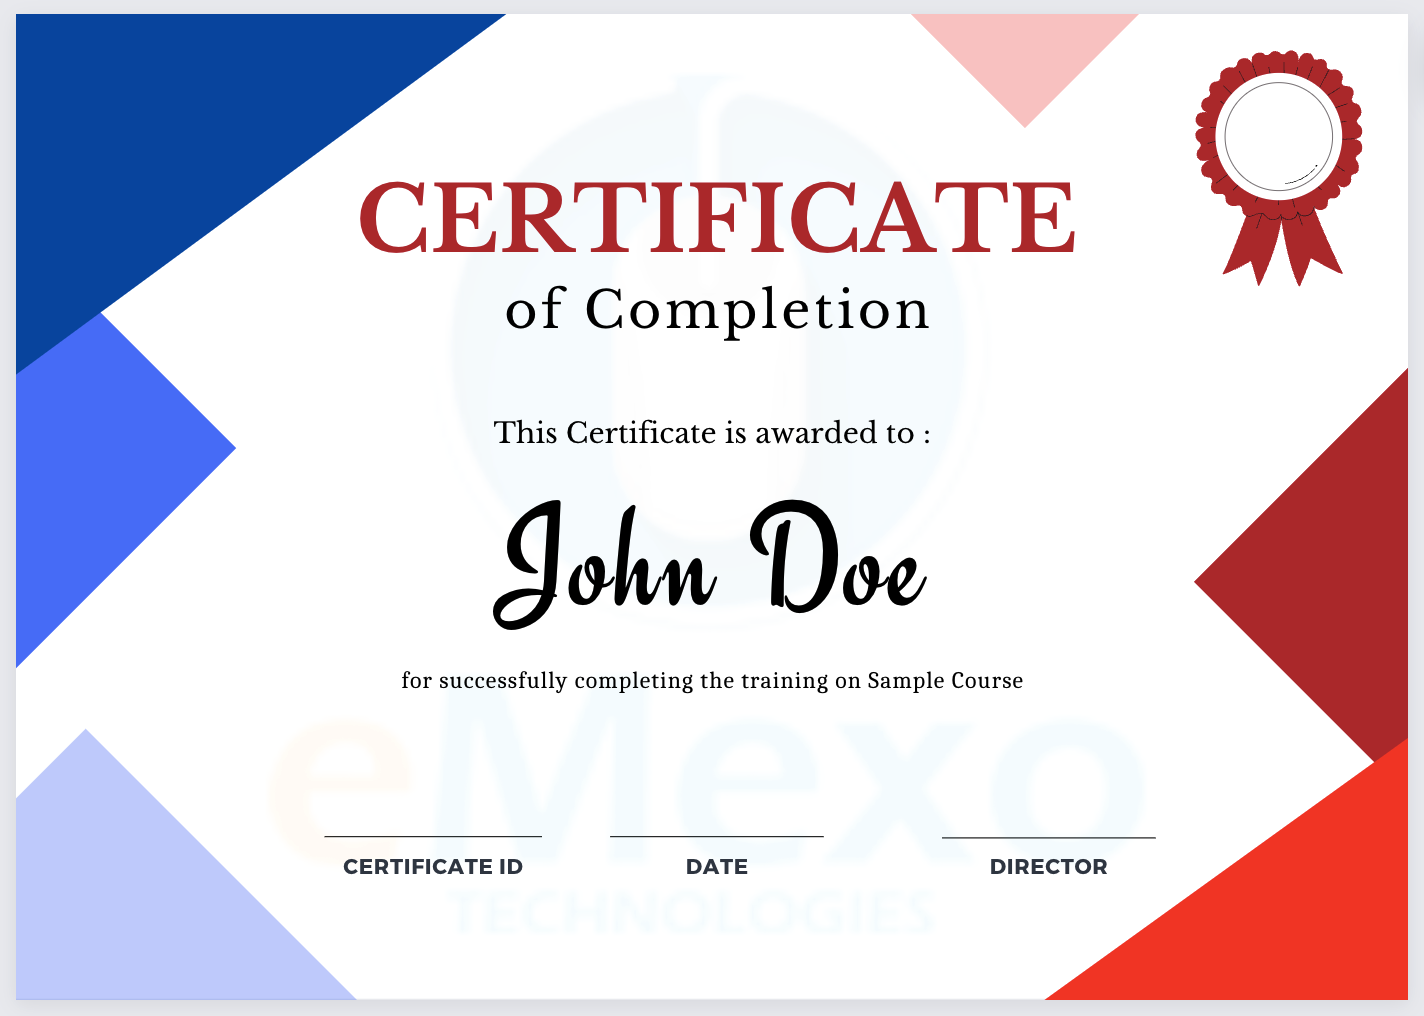 CERTIFICATE
of Completion
This Certificate is awarded to :
John Doe
for successfully completing the training on Sample Course
eMexo
CERTIFICATE ID
DATE
DIRECTOR
TECHNOLOGIES